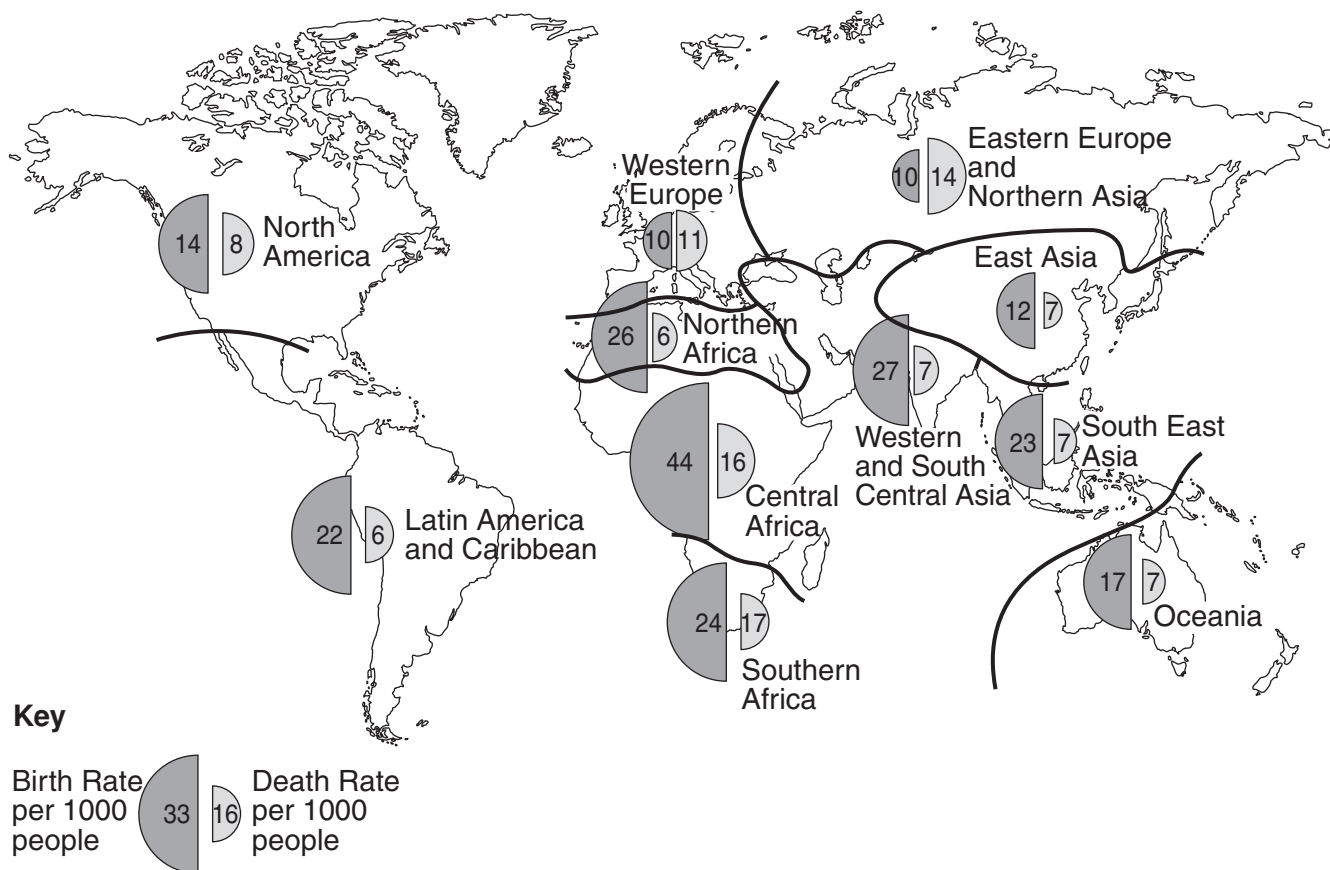 Western
Europe
10 11
Eastern Europe
and
Northern Asia
10 14
North
America
14 8
East Asia
12 7
Northern
Africa
26 6
27 7
Western
and South
Central Asia
South East
Asia
23 7
44 16
Central
Africa
Latin America
and Caribbean
22 6
17 7
Oceania
24 17
Southern
Africa
Key
Birth Rate
per 1000
people
33 16
Death Rate
per 1000
people